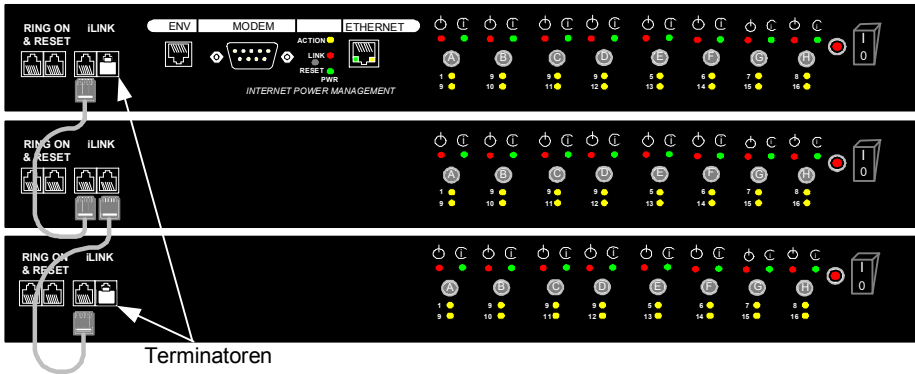 RING ON iLINK ENV MODEM ETHERNET
& RESET
ACTION
LINK
RESET
PWR
INTERNET POWER MANAGEMENT
A B C D E F G H
1 9 9 9 5 6 7 8
9 10 11 12 13 14 15 16
I
0
RING ON iLINK
& RESET
A B C D E F G H
1 9 9 9 5 6 7 8
9 10 11 12 13 14 15 16
I
0
RING ON iLINK
& RESET
A B C D E F G H
1 9 9 9 5 6 7 8
9 10 11 12 13 14 15 16
I
0
Terminatoren